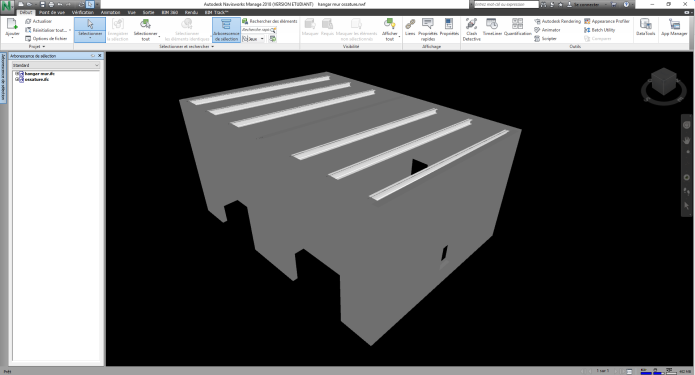 Autodesk Navisworks Manage 2018 (VERSION ETUDIANT) hangar mur ossature.nwf
Entrez mot-clé ou expression
Se connecter
Début Point de vue Vérification Animation Vue Sortie BIM 360 Rendu BIM Track™
Ajouter
Actualiser
Réinitialiser tout...
Options de fichier
Sélectionner
Enregistrer la sélection
Sélectionner tout
Sélectionner les éléments identiques
Arborescence de sélection
Rechercher des éléments
Recherche rapide
Jeux
Masquer
Requis
Masquer les éléments non sélectionnés
Afficher tout
Liens
Propriétés rapides
Propriétés
Clash Detective
TimeLiner
Quantification
Autodesk Rendering
Animator
Scripter
Appearance Profiler
Batch Utility
Comparer
DataTools
App Manager
Projet
Sélectionner et rechercher
Visibilité
Affichage
Outils
Arborescence de sélection
Arborescence de sélection
Standard
hangar mur.ifc
ossature.ifc
Prêt
1 sur 1